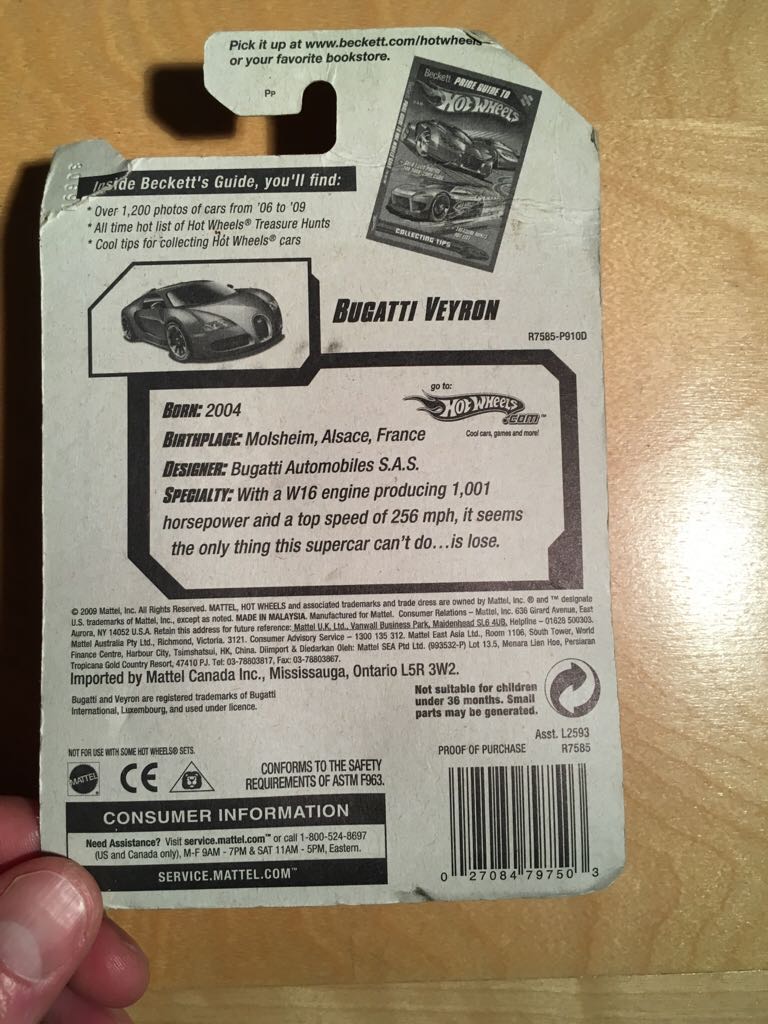 Pick it up at www.beckett.com/hotwheels
or your favorite bookstore.
Pp
Beckett PRICE GUIDE TO
HOT WHEELS
COLLECTING TIPS
Inside Beckett's Guide, you'll find:
* Over 1,200 photos of cars from '06 to '09
* All time hot list of Hot Wheels® Treasure Hunts
* Cool tips for collecting Hot Wheels® cars
BUGATTI VEYRON
R7585-P910D
go to:
HOT WHEELS
.COM™
Cool cars, games and more!
BORN: 2004
BIRTHPLACE: Molsheim, Alsace, France
DESIGNER: Bugatti Automobiles S.A.S.
SPECIALTY: With a W16 engine producing 1,001
horsepower and a top speed of 256 mph, it seems
the only thing this supercar can't do...is lose.
© 2009 Mattel, Inc. All Rights Reserved. MATTEL, HOT WHEELS and associated trademarks and trade dress are owned by Mattel, Inc. ® and ™ designate
U.S. trademarks of Mattel, Inc., except as noted. MADE IN MALAYSIA. Manufactured for Mattel. Consumer Relations – Mattel, Inc. 636 Girard Avenue, East
Aurora, NY 14052 U.S.A. Retain this address for future reference: Mattel U.K. Ltd., Vanwall Business Park, Maidenhead SL6 4UB. Helpline – 01628 500303.
Mattel Australia Pty Ltd., Richmond, Victoria. 3121. Consumer Advisory Service – 1300 135 312. Mattel East Asia Ltd., Room 1106, South Tower, World
Finance Centre, Harbour City, Tsimshatsui, HK, China. Diimport & Diedarkan Oleh: Mattel SEA Ptd Ltd. (993532-P) Lot 13.5, Menara Lien Hoe, Persiaran
Tropicana Gold Country Resort, 47410 PJ. Tel: 03-78803817, Fax: 03-78803867.
Imported by Mattel Canada Inc., Mississauga, Ontario L5R 3W2.
Bugatti and Veyron are registered trademarks of Bugatti
International, Luxembourg, and used under licence.
Not suitable for children
under 36 months. Small
parts may be generated.
Asst. L2593
PROOF OF PURCHASE R7585
NOT FOR USE WITH SOME HOT WHEELS® SETS.
MATTEL
CE
CONFORMS TO THE SAFETY
REQUIREMENTS OF ASTM F963.
CONSUMER INFORMATION
Need Assistance? Visit service.mattel.com™ or call 1-800-524-8697
(US and Canada only), M-F 9AM - 7PM & SAT 11AM - 5PM, Eastern.
SERVICE.MATTEL.COM™
0 27084 79750 3